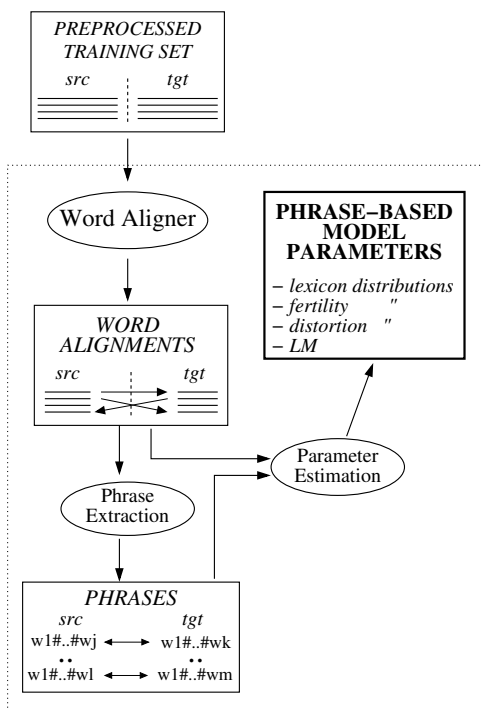 PREPROCESSED
TRAINING SET
src tgt
Word Aligner
PHRASE–BASED
MODEL
PARAMETERS
– lexicon distributions
– fertility "
– distortion "
– LM
WORD
ALIGNMENTS
src tgt
Parameter
Estimation
Phrase
Extraction
PHRASES
src tgt
w1#..#wj w1#..#wk
.. ..
w1#..#wl w1#..#wm